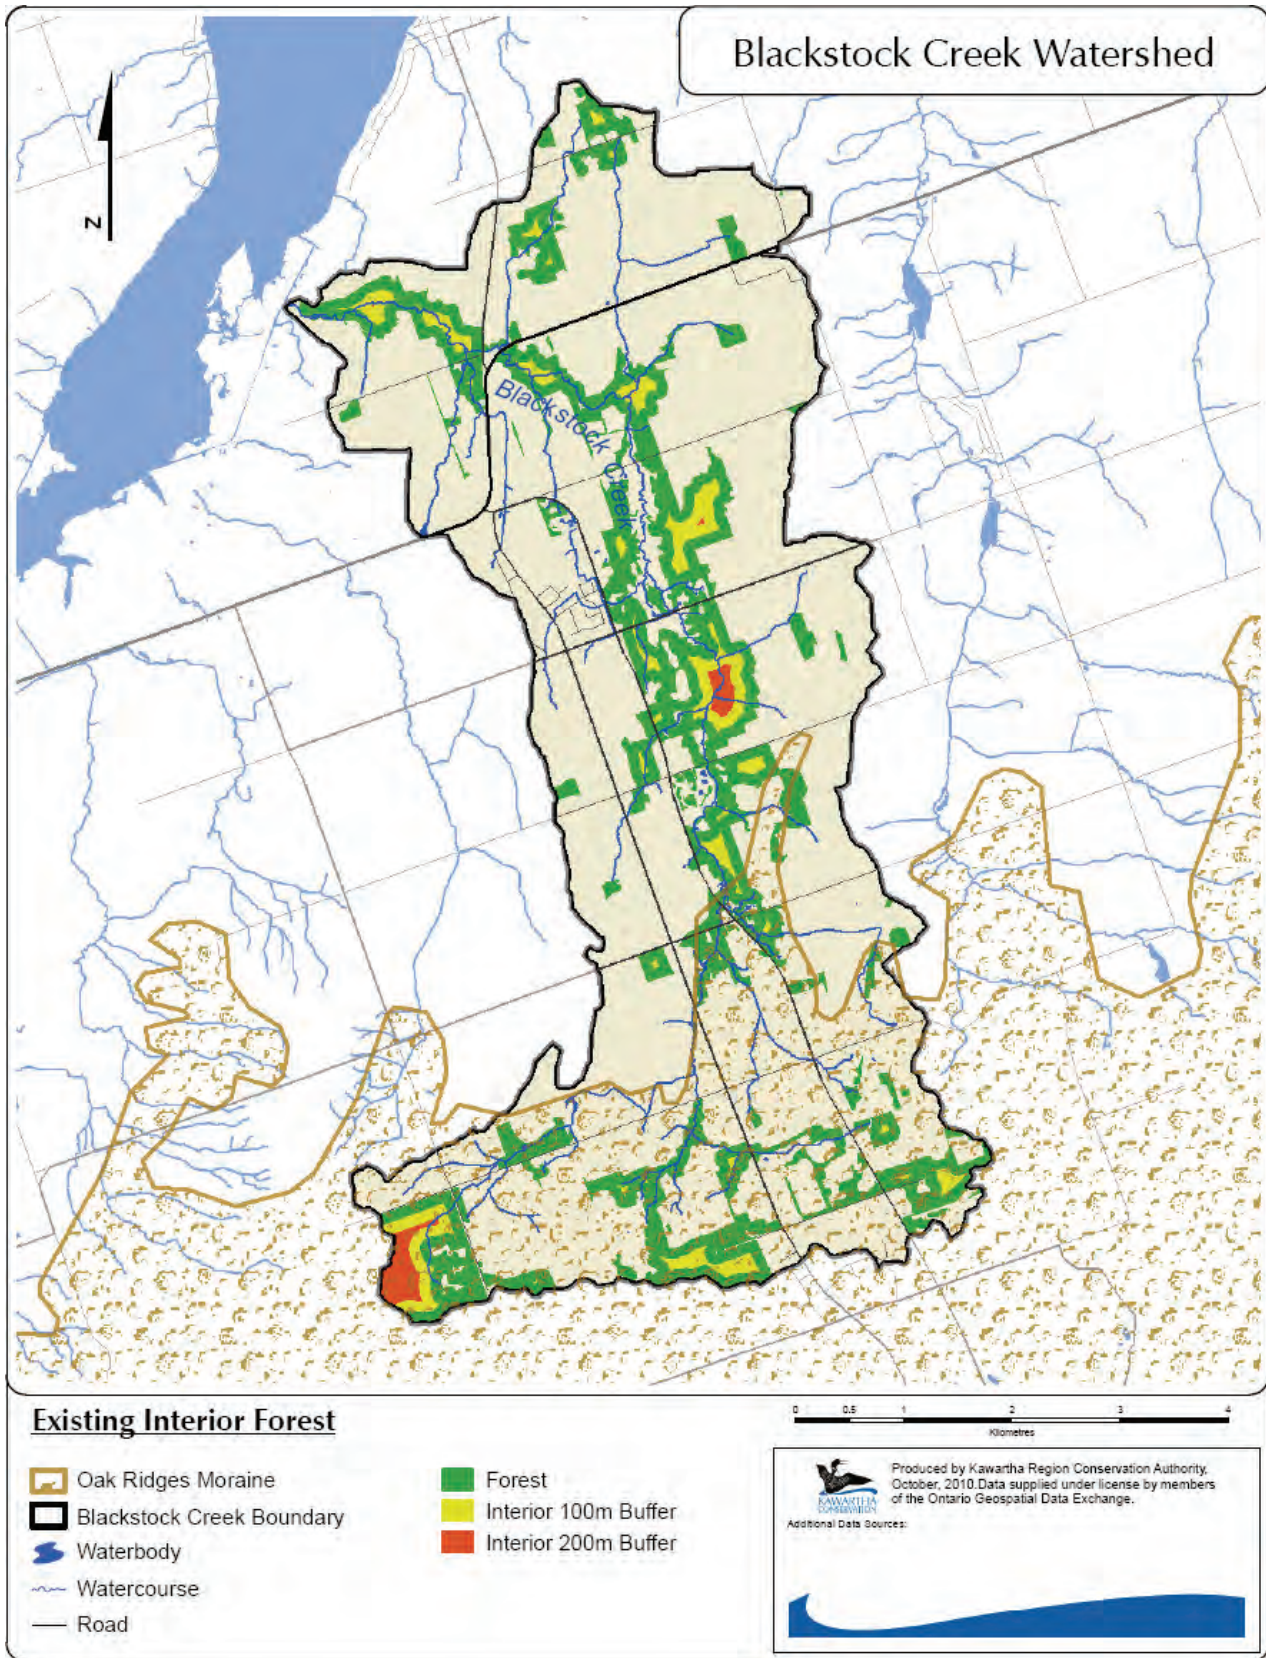 Blackstock Creek Watershed
N
Blackstock Creek
Existing Interior Forest
Oak Ridges Moraine
Blackstock Creek Boundary
Waterbody
Watercourse
Road
Forest
Interior 100m Buffer
Interior 200m Buffer
0 0.5 1 2 3 4
Kilometres
KAWARTHA
CONSERVATION
Produced by Kawartha Region Conservation Authority,
October, 2010.Data supplied under license by members
of the Ontario Geospatial Data Exchange.
Additional Data Sources: